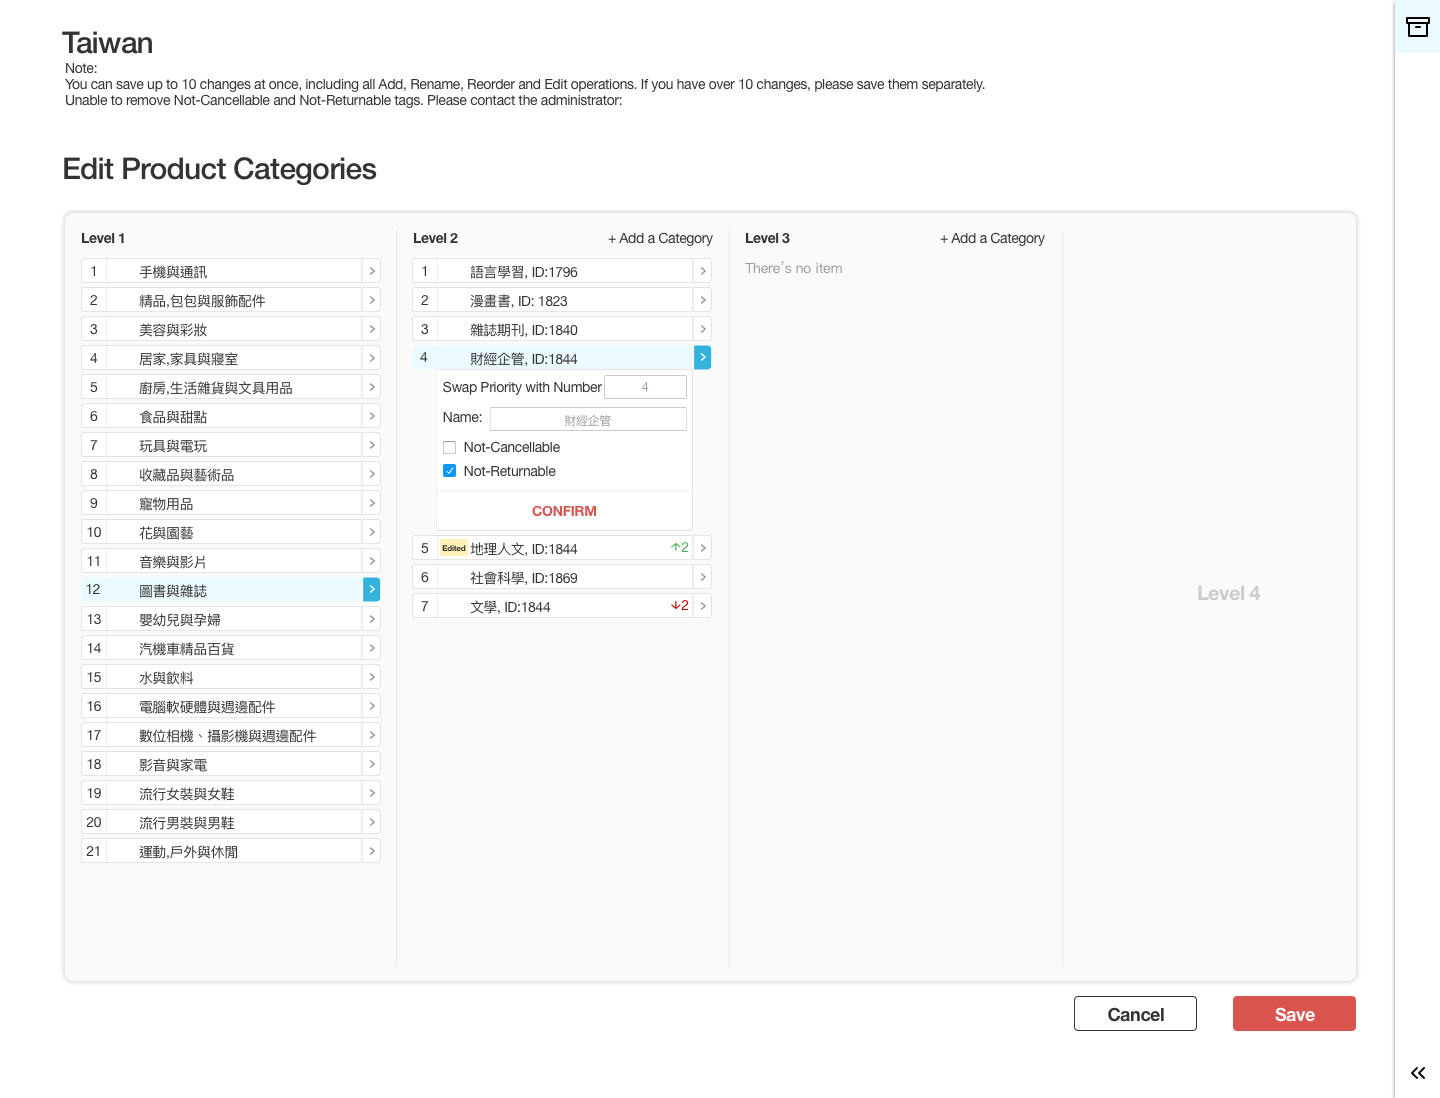 Taiwan
Note:
You can save up to 10 changes at once, including all Add, Rename, Reorder and Edit operations. If you have over 10 changes, please save them separately.
Unable to remove Not-Cancellable and Not-Returnable tags. Please contact the administrator:
Edit Product Categories
Level 1
1 手機與通訊
2 精品,包包與服飾配件
3 美容與彩妝
4 居家,家具與寢室
5 廚房,生活雜貨與文具用品
6 食品與甜點
7 玩具與電玩
8 收藏品與藝術品
9 寵物用品
10 花與園藝
11 音樂與影片
12 圖書與雜誌
13 嬰幼兒與孕婦
14 汽機車精品百貨
15 水與飲料
16 電腦軟硬體與週邊配件
17 數位相機、攝影機與週邊配件
18 影音與家電
19 流行女裝與女鞋
20 流行男裝與男鞋
21 運動,戶外與休閒
Level 2 + Add a Category
1 語言學習, ID:1796
2 漫畫書, ID: 1823
3 雜誌期刊, ID:1840
4 財經企管, ID:1844
Swap Priority with Number 4
Name: 財經企管
Not-Cancellable
Not-Returnable
CONFIRM
5 Edited 地理人文, ID:1844 ↑2
6 社會科學, ID:1869
7 文學, ID:1844 ↓2
Level 3 + Add a Category
There's no item
Level 4
Cancel Save